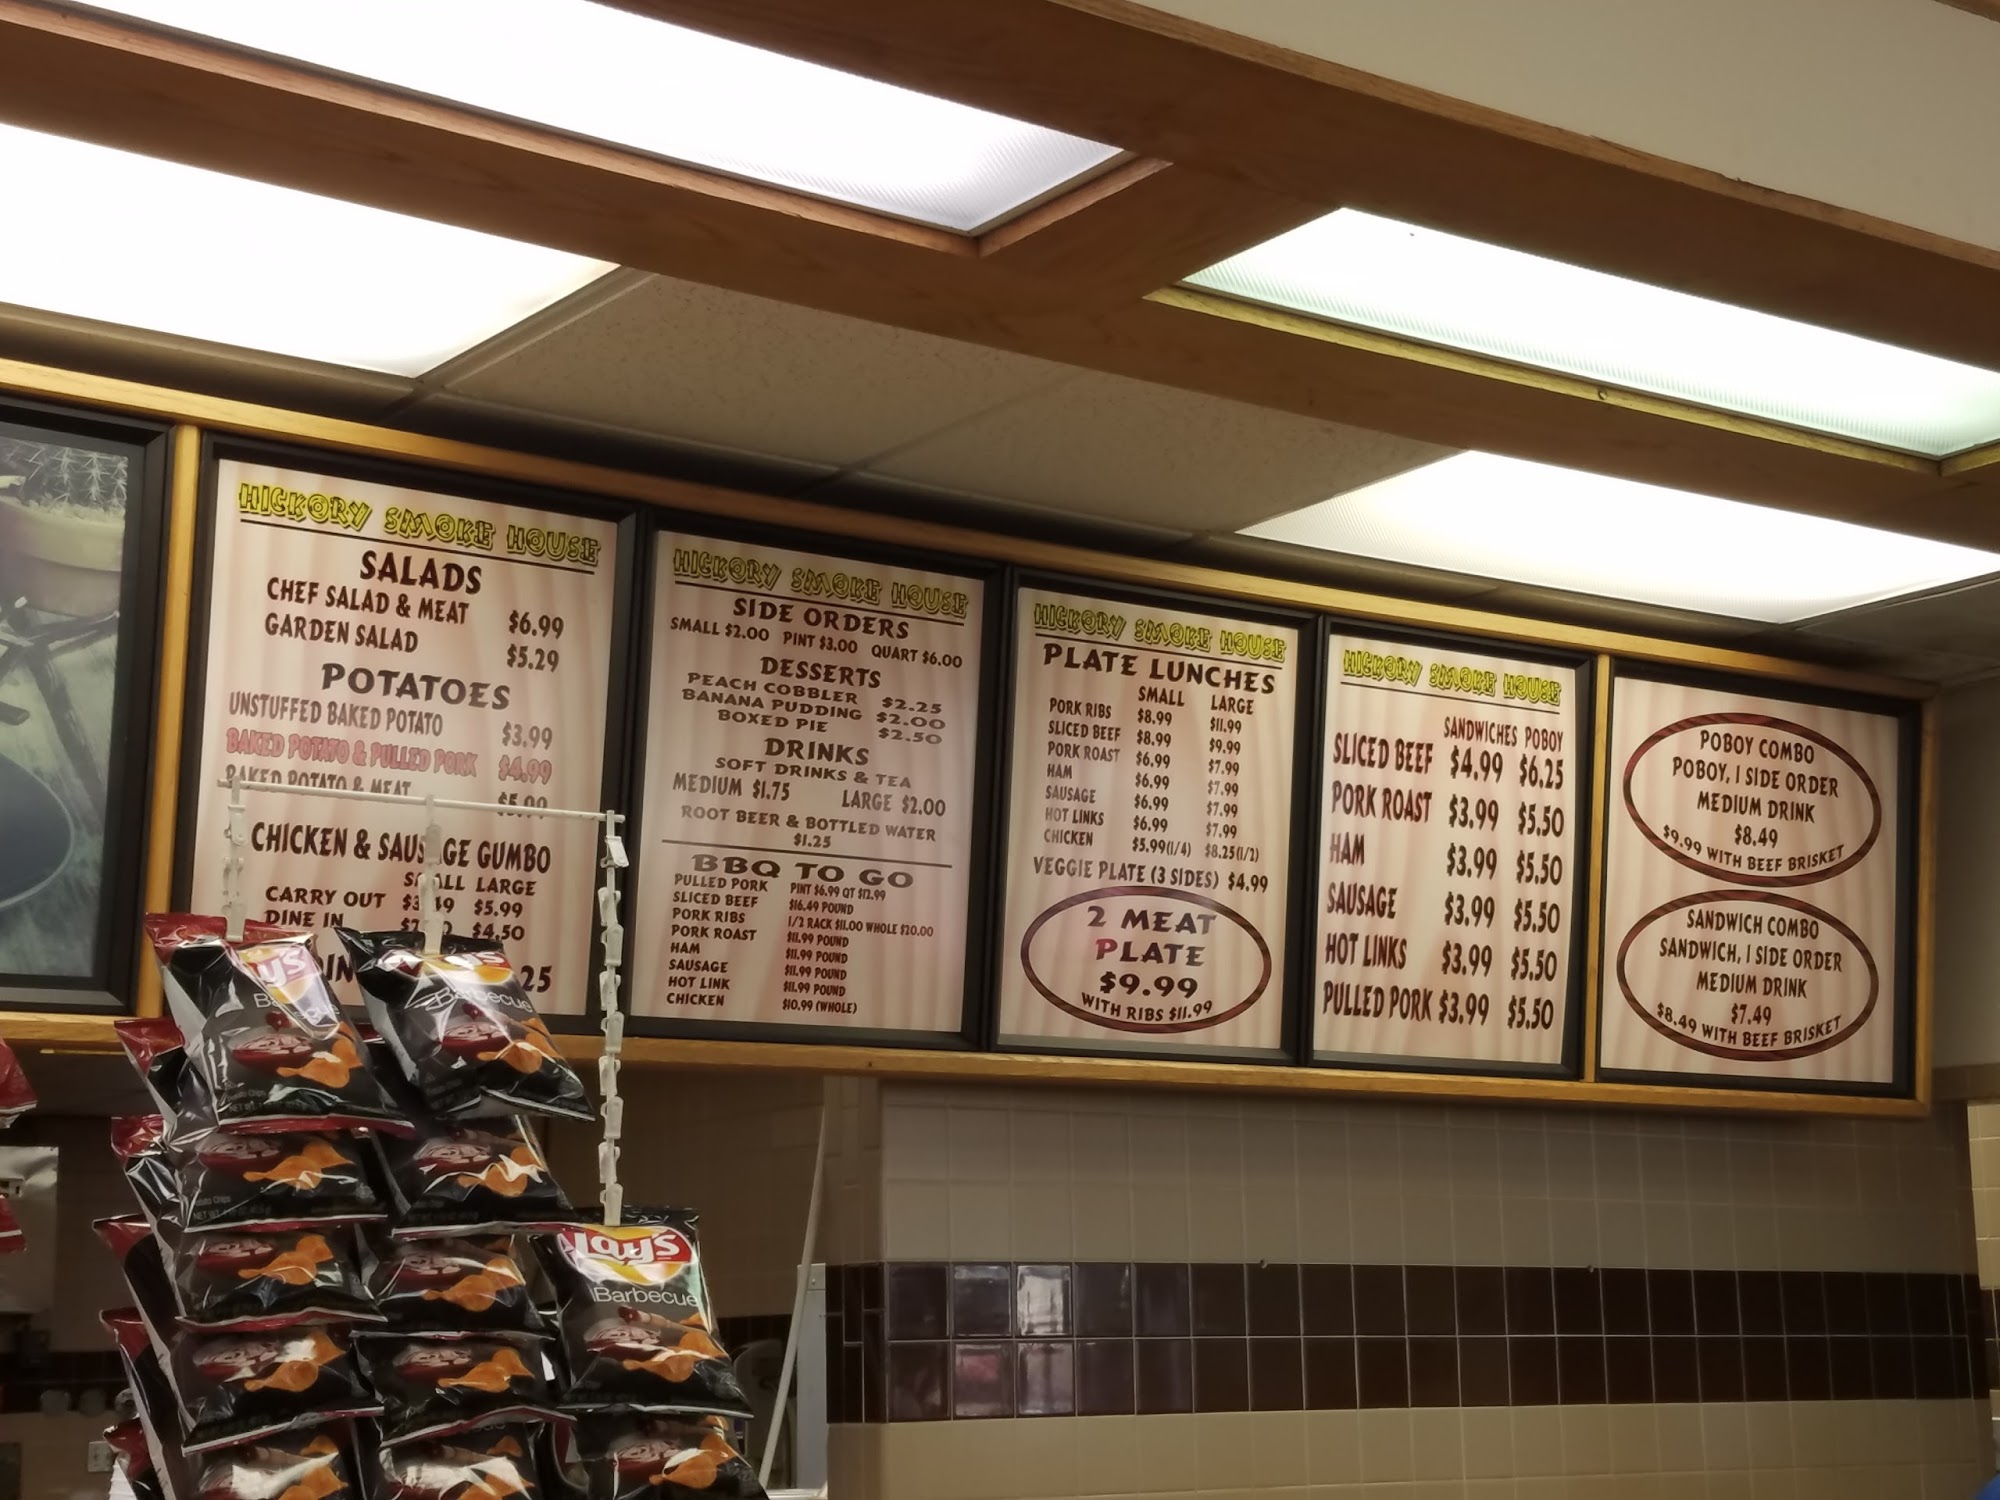 HICKORY SMOKE HOUSE
SALADS
CHEF SALAD & MEAT $6.99
GARDEN SALAD $5.29
POTATOES
UNSTUFFED BAKED POTATO $3.99
BAKED POTATO & PULLED PORK $4.99
BAKED POTATO & MEAT $5.99
CHICKEN & SAUSAGE GUMBO
SMALL LARGE
CARRY OUT $3.49 $5.99
DINE IN $4.50
HICKORY SMOKE HOUSE
SIDE ORDERS
SMALL $2.00 PINT $3.00 QUART $6.00
DESSERTS
PEACH COBBLER $2.25
BANANA PUDDING $2.00
BOXED PIE $2.50
DRINKS
SOFT DRINKS & TEA
MEDIUM $1.75 LARGE $2.00
ROOT BEER & BOTTLED WATER
$1.25
BBQ TO GO
PULLED PORK PINT $6.99 QT $12.99
SLICED BEEF $16.49 POUND
PORK RIBS 1/2 RACK $11.00 WHOLE $20.00
PORK ROAST $11.99 POUND
HAM $11.99 POUND
SAUSAGE $11.99 POUND
HOT LINK $11.99 POUND
CHICKEN $10.99 (WHOLE)
HICKORY SMOKE HOUSE
PLATE LUNCHES
SMALL LARGE
PORK RIBS $8.99 $11.99
SLICED BEEF $8.99 $9.99
PORK ROAST $6.99 $7.99
HAM $6.99 $7.99
SAUSAGE $6.99 $7.99
HOT LINKS $6.99 $7.99
CHICKEN $5.99(1/4) $8.25(1/2)
VEGGIE PLATE (3 SIDES) $4.99
2 MEAT
PLATE
$9.99
WITH RIBS $11.99
HICKORY SMOKE HOUSE
SANDWICHES POBOY
SLICED BEEF $4.99 $6.25
PORK ROAST $3.99 $5.50
HAM $3.99 $5.50
SAUSAGE $3.99 $5.50
HOT LINKS $3.99 $5.50
PULLED PORK $3.99 $5.50
POBOY COMBO
POBOY, 1 SIDE ORDER
MEDIUM DRINK
$8.49
$9.99 WITH BEEF BRISKET
SANDWICH COMBO
SANDWICH, 1 SIDE ORDER
MEDIUM DRINK
$7.49
$8.49 WITH BEEF BRISKET
Barbecue
Lay's
Barbecue